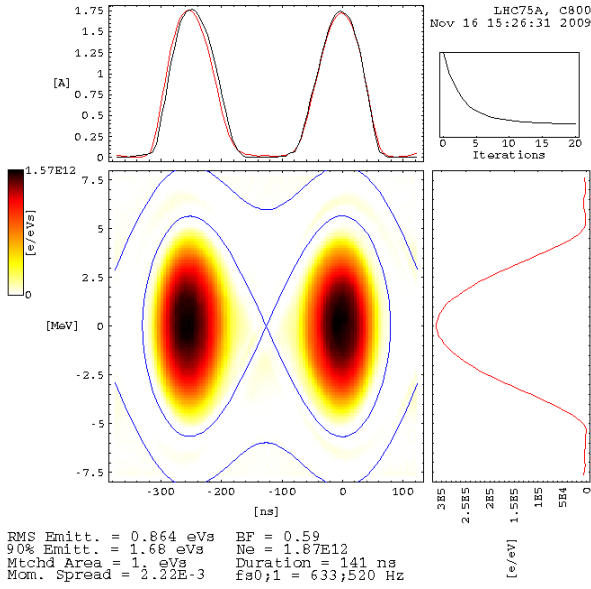 LHC75A, C800
Nov 16 15:26:31 2009
1.75
1.5
1.25
1
0.75
0.5
0.25
0
[A]
0 5 10 15 20
Iterations
1.57E12
[e/eVs]
0
7.5
2.5
0
-2.5
-5
-7.5
[MeV]
-300 -200 -100 0 100
[ns]
3E5
2.5E5
2E5
1.5E5
1E5
5E4
0
[e/eV]
RMS Emitt. = 0.864 eVs BF = 0.59
90% Emitt. = 1.68 eVs Ne = 1.87E12
Mtchd Area = 1. eVs Duration = 141 ns
Mom. Spread = 2.22E-3 fs0;1 = 633;520 Hz